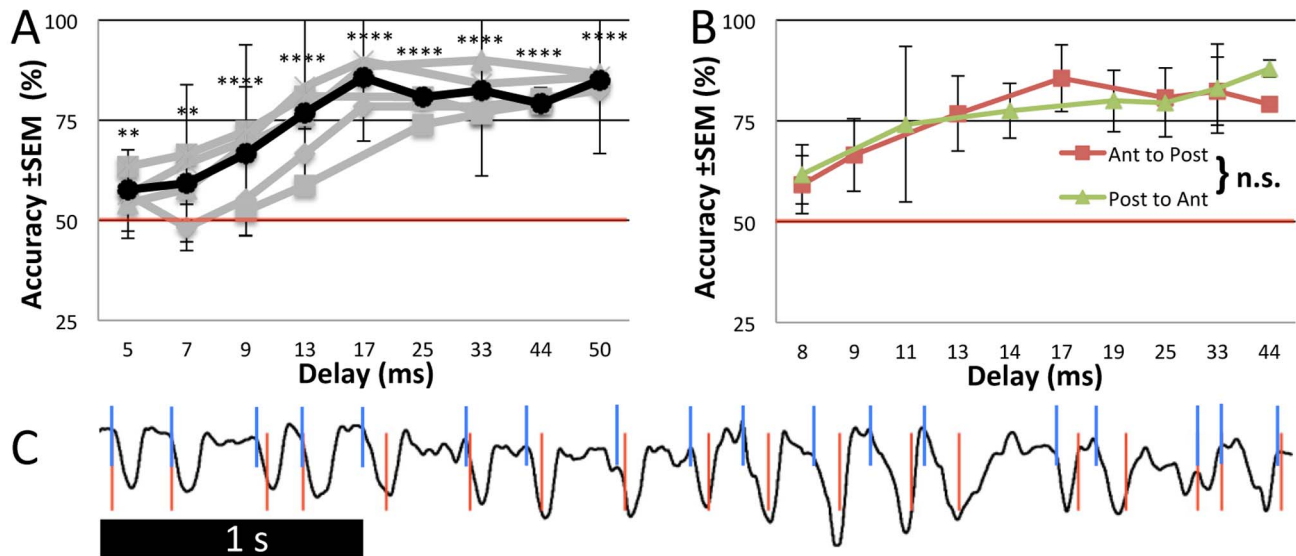 A
Accuracy ±SEM (%)
100
75
50
25
** ** **** **** **** **** **** **** ****
5 7 9 13 17 25 33 44 50
Delay (ms)
B
Accuracy ±SEM (%)
100
75
50
25
Ant to Post
Post to Ant
} n.s.
8 9 11 13 14 17 19 25 33 44
Delay (ms)
C
1 s